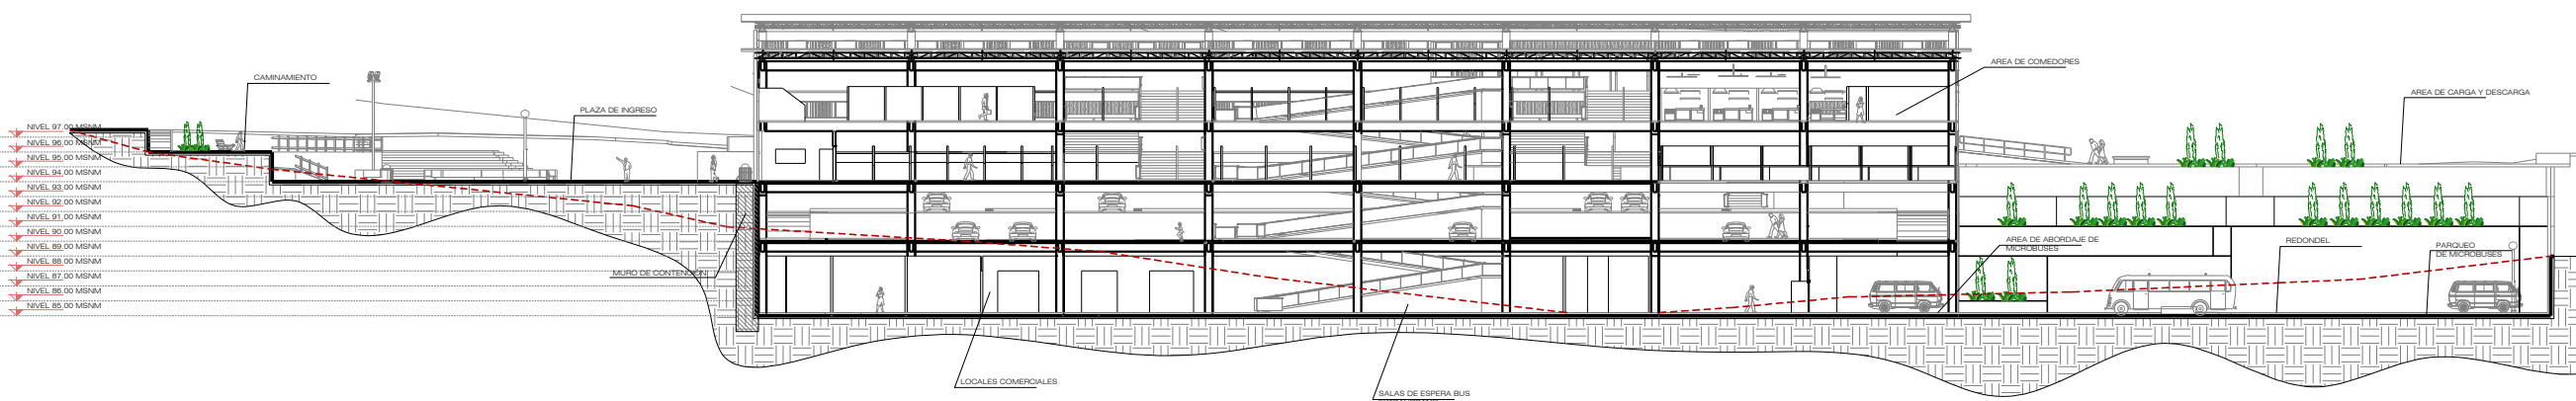 CAMINAMIENTO
PLAZA DE INGRESO
AREA DE COMEDORES
AREA DE CARGA Y DESCARGA
NIVEL 97.00 MSNM
NIVEL 96.00 MSNM
NIVEL 95.00 MSNM
NIVEL 94.00 MSNM
NIVEL 93.00 MSNM
NIVEL 92.00 MSNM
NIVEL 91.00 MSNM
NIVEL 90.00 MSNM
NIVEL 89.00 MSNM
NIVEL 88.00 MSNM
NIVEL 87.00 MSNM
NIVEL 86.00 MSNM
NIVEL 85.00 MSNM
MURO DE CONTENCIÓN
AREA DE ABORDAJE DE
MICROBUSES
REDONDEL
PARQUEO
DE MICROBUSES
LOCALES COMERCIALES
SALAS DE ESPERA BUS